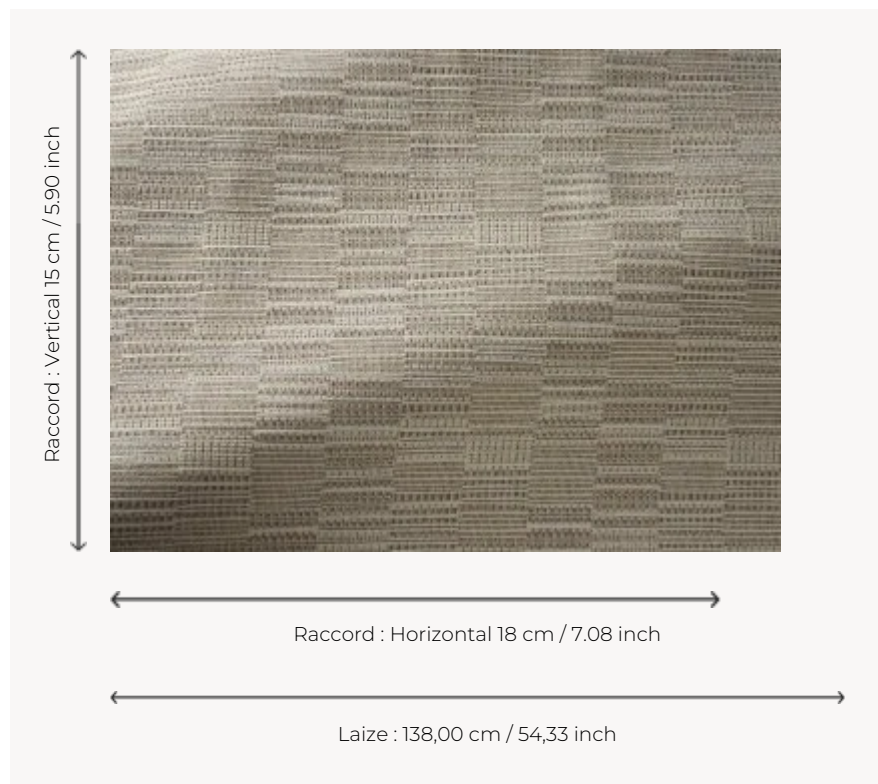 Raccord : Vertical 15 cm / 5.90 inch
Raccord : Horizontal 18 cm / 7.08 inch
Laize : 138,00 cm / 54,33 inch